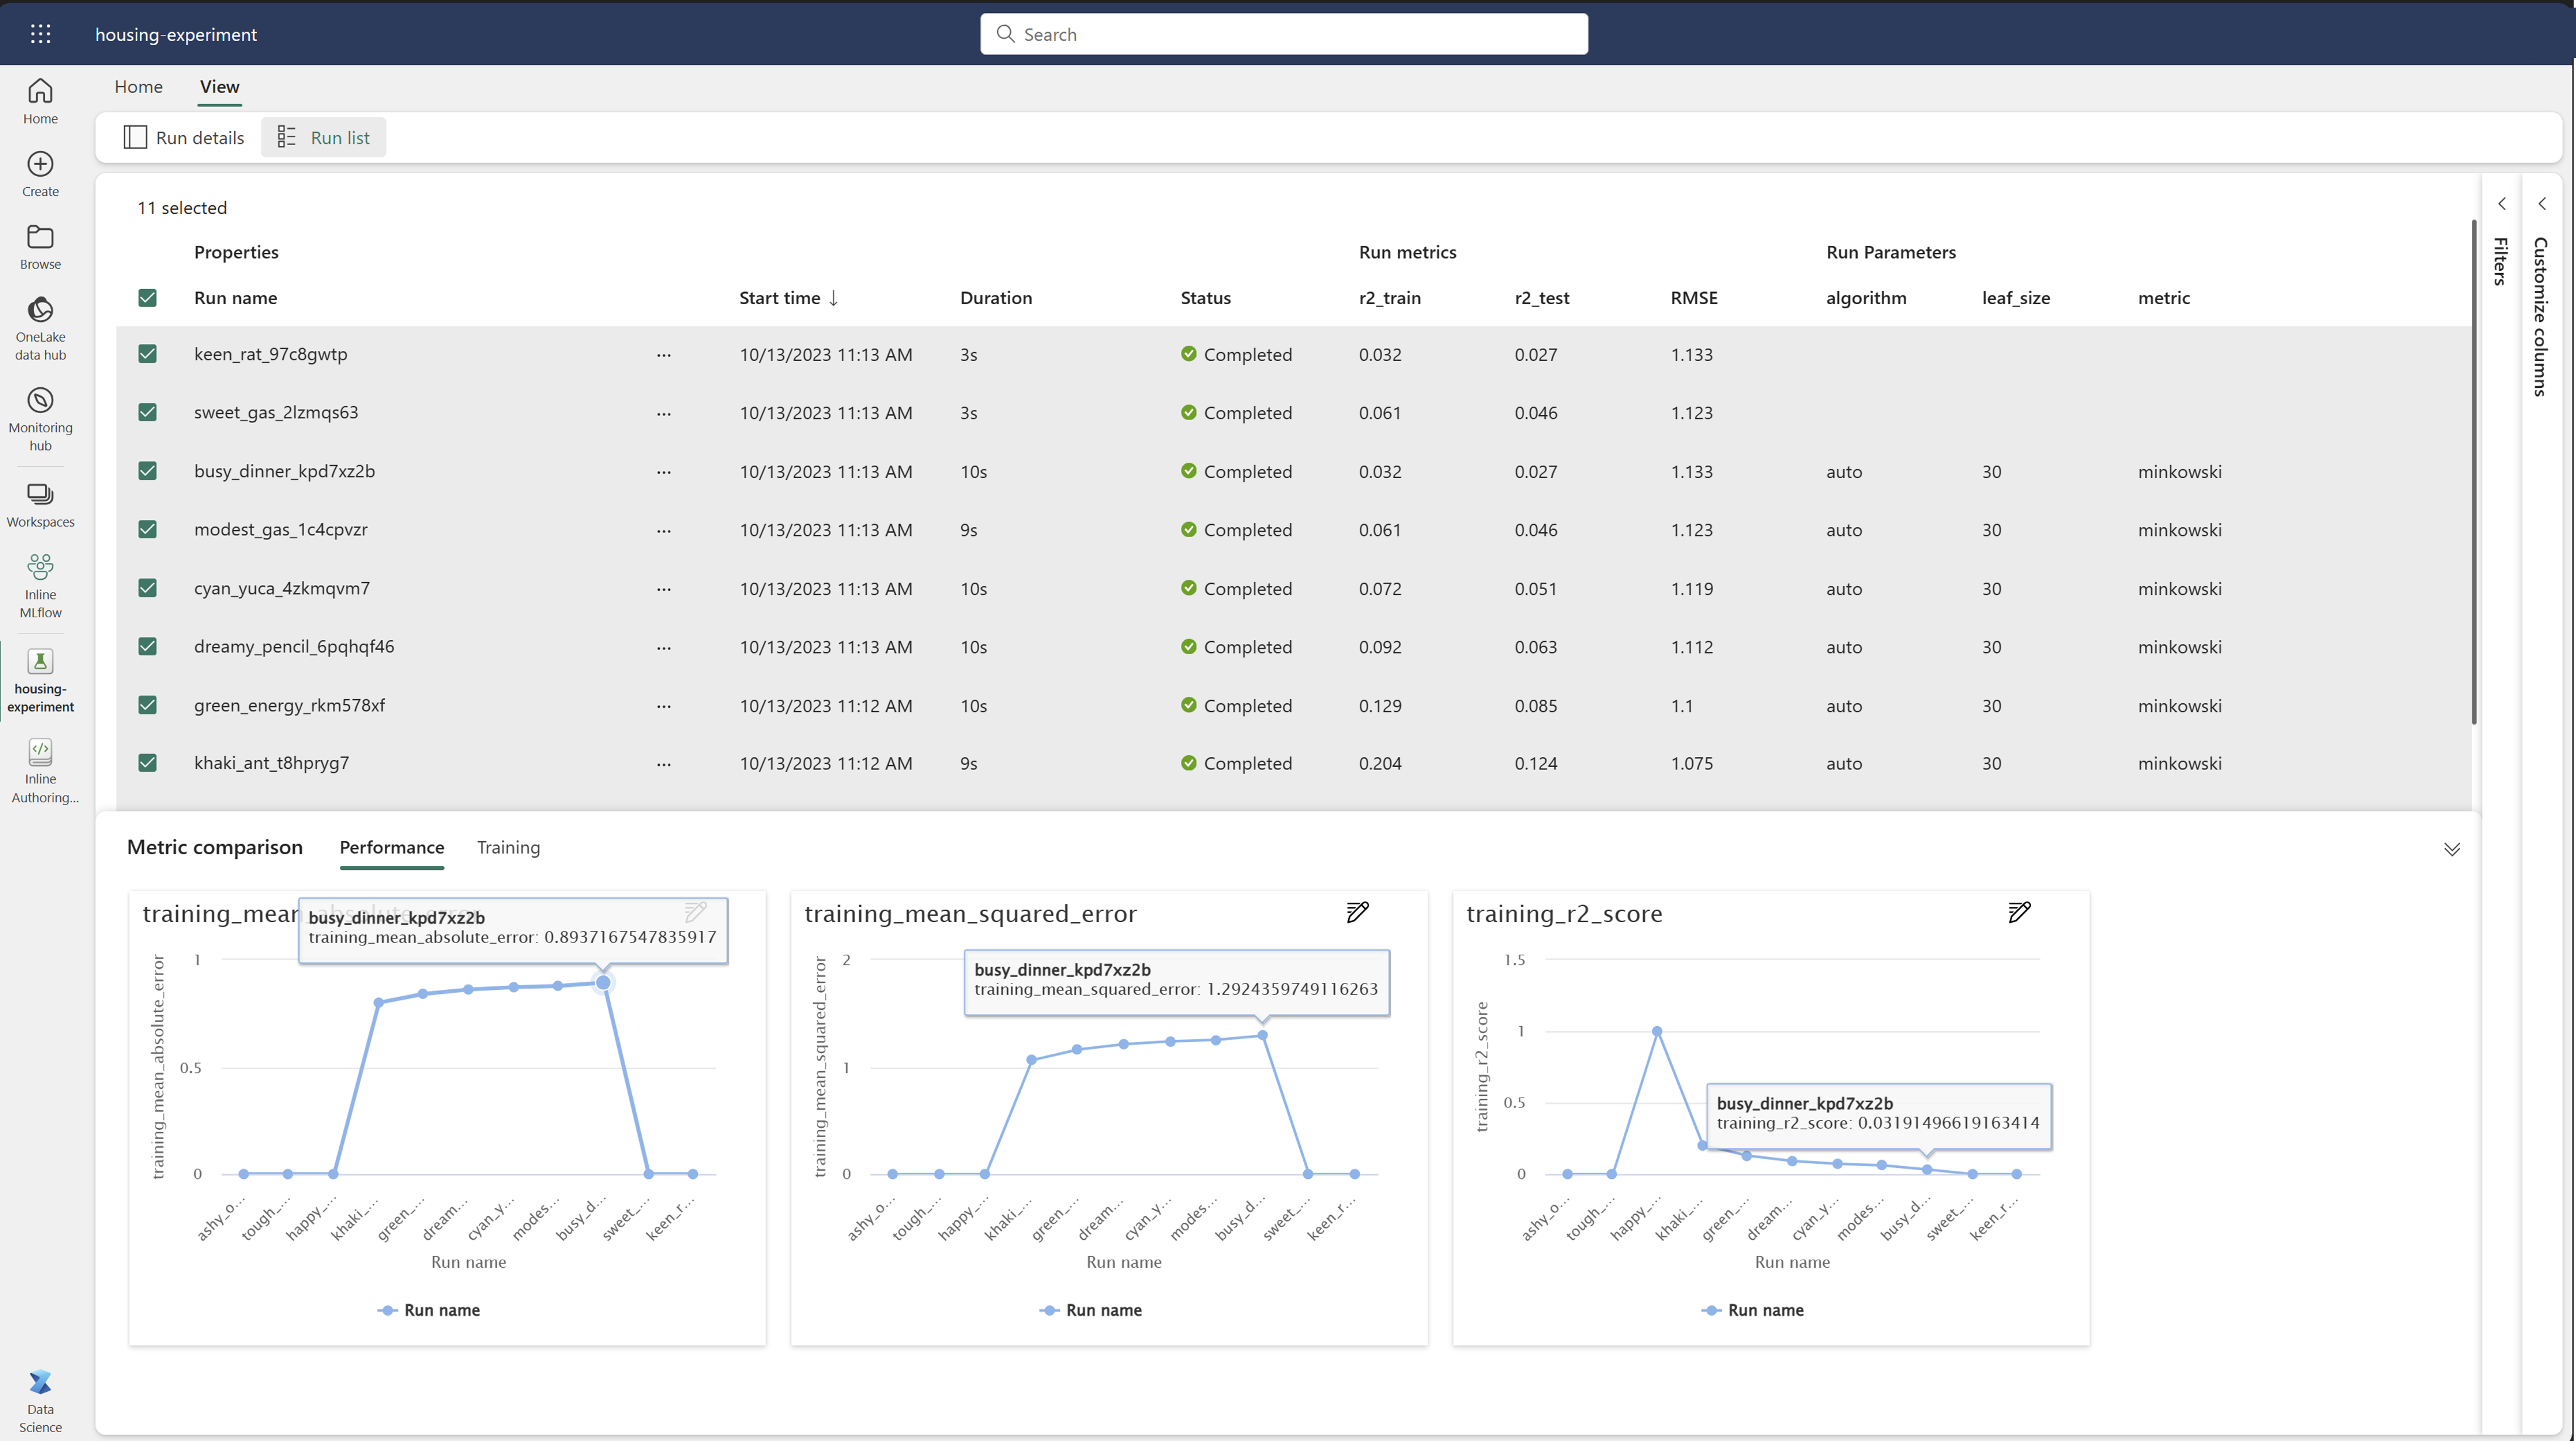 housing-experiment
Search
Home
View
Run details
Run list
Home
Create
Browse
OneLake
data hub
Monitoring
hub
Workspaces
Inline
MLflow
housing-
experiment
Inline
Authoring...
Data
Science
11 selected
Properties Run metrics Run Parameters
Run name Start time ↓ Duration Status r2_train r2_test RMSE algorithm leaf_size metric
keen_rat_97c8gwtp ... 10/13/2023 11:13 AM 3s Completed 0.032 0.027 1.133
sweet_gas_2lzmqs63 ... 10/13/2023 11:13 AM 3s Completed 0.061 0.046 1.123
busy_dinner_kpd7xz2b ... 10/13/2023 11:13 AM 10s Completed 0.032 0.027 1.133 auto 30 minkowski
modest_gas_1c4cpvzr ... 10/13/2023 11:13 AM 9s Completed 0.061 0.046 1.123 auto 30 minkowski
cyan_yuca_4zkmqvm7 ... 10/13/2023 11:13 AM 10s Completed 0.072 0.051 1.119 auto 30 minkowski
dreamy_pencil_6pqhqf46 ... 10/13/2023 11:13 AM 10s Completed 0.092 0.063 1.112 auto 30 minkowski
green_energy_rkm578xf ... 10/13/2023 11:12 AM 10s Completed 0.129 0.085 1.1 auto 30 minkowski
khaki_ant_t8hpryg7 ... 10/13/2023 11:12 AM 9s Completed 0.204 0.124 1.075 auto 30 minkowski
Filters
Customize columns
Metric comparison Performance Training
training_mean_absolute_error
busy_dinner_kpd7xz2b
training_mean_absolute_error: 0.8937167547835917
training_mean_absolute_error
1
0.5
0
ashy_o... tough_... happy_... khaki_... green_... dream... cyan_y... modes... busy_d... sweet_... keen_r...
Run name
Run name
training_mean_squared_error
busy_dinner_kpd7xz2b
training_mean_squared_error: 1.2924359749116263
training_mean_squared_error
2
1
0
ashy_o... tough_... happy_... khaki_... green_... dream... cyan_y... modes... busy_d... sweet_... keen_r...
Run name
Run name
training_r2_score
busy_dinner_kpd7xz2b
training_r2_score: 0.03191496619163414
training_r2_score
1.5
1
0.5
0
ashy_o... tough_... happy_... khaki_... green_... dream... cyan_y... modes... busy_d... sweet_... keen_r...
Run name
Run name